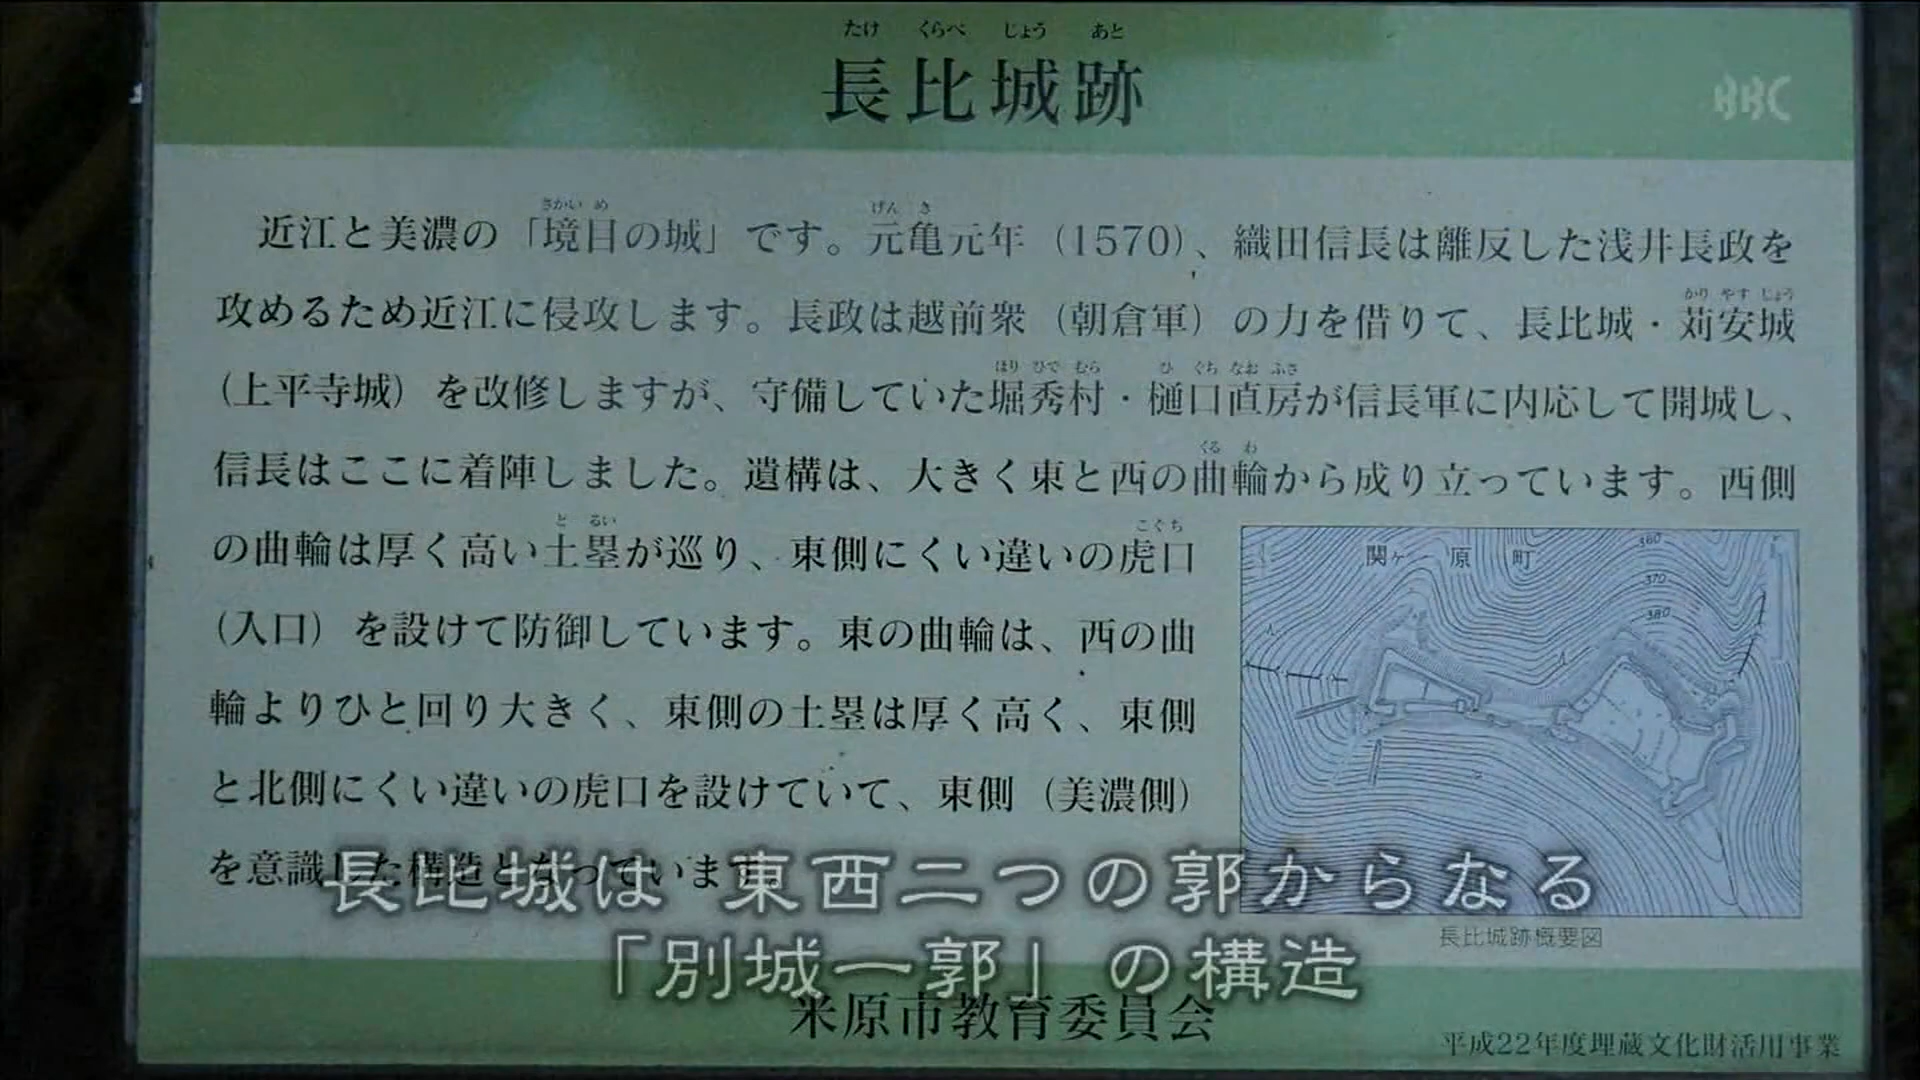 たけ くらべ じょう あと
長比城跡
BBC
さかい め げん き
近江と美濃の「境目の城」です。元亀元年(1570)、織田信長は離反した浅井長政を
かり やす じょう
攻めるため近江に侵攻します。長政は越前衆(朝倉軍)の力を借りて、長比城・苅安城
ほり ひで むら ひ ぐち なお ふさ
(上平寺城)を改修しますが、守備していた堀秀村・樋口直房が信長軍に内応して開城し、
くる わ
信長はここに着陣しました。遺構は、大きく東と西の曲輪から成り立っています。西側
ど るい こぐち
の曲輪は厚く高い土塁が巡り、東側にくい違いの虎口
(入口)を設けて防御しています。東の曲輪は、西の曲
輪よりひと回り大きく、東側の土塁は厚く高く、東側
と北側にくい違いの虎口を設けていて、東側(美濃側)
を意識した構造となっています。
関ヶ原町
360
370
380
長比城跡概要図
長比城は 東西二つの郭からなる
「別城一郭」の構造
米原市教育委員会
平成22年度埋蔵文化財活用事業